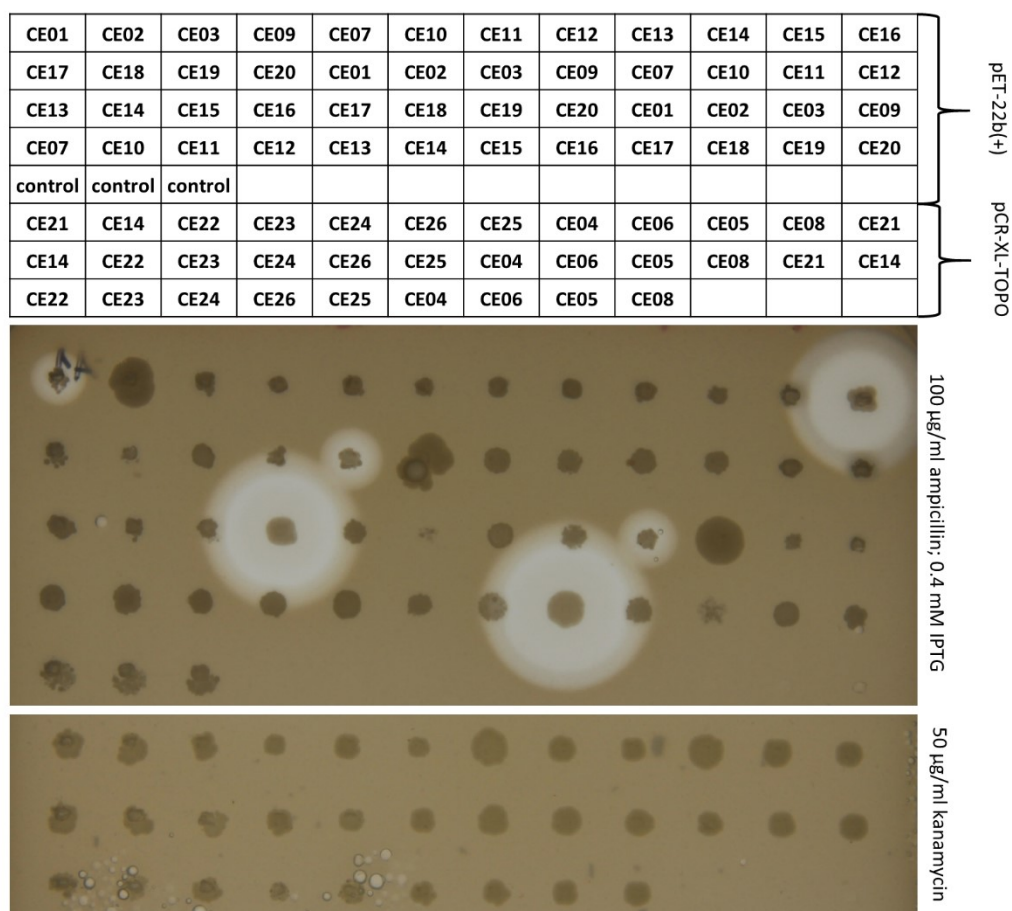 CE01 CE02 CE03 CE09 CE07 CE10 CE11 CE12 CE13 CE14 CE15 CE16
CE17 CE18 CE19 CE20 CE01 CE02 CE03 CE09 CE07 CE10 CE11 CE12
CE13 CE14 CE15 CE16 CE17 CE18 CE19 CE20 CE01 CE02 CE03 CE09
CE07 CE10 CE11 CE12 CE13 CE14 CE15 CE16 CE17 CE18 CE19 CE20
control control control
pET-22b(+)
CE21 CE14 CE22 CE23 CE24 CE26 CE25 CE04 CE06 CE05 CE08 CE21
CE14 CE22 CE23 CE24 CE26 CE25 CE04 CE06 CE05 CE08 CE21 CE14
CE22 CE23 CE24 CE26 CE25 CE04 CE06 CE05 CE08
pCR-XL-TOPO
100 µg/ml ampicillin; 0.4 mM IPTG
50 µg/ml kanamycin